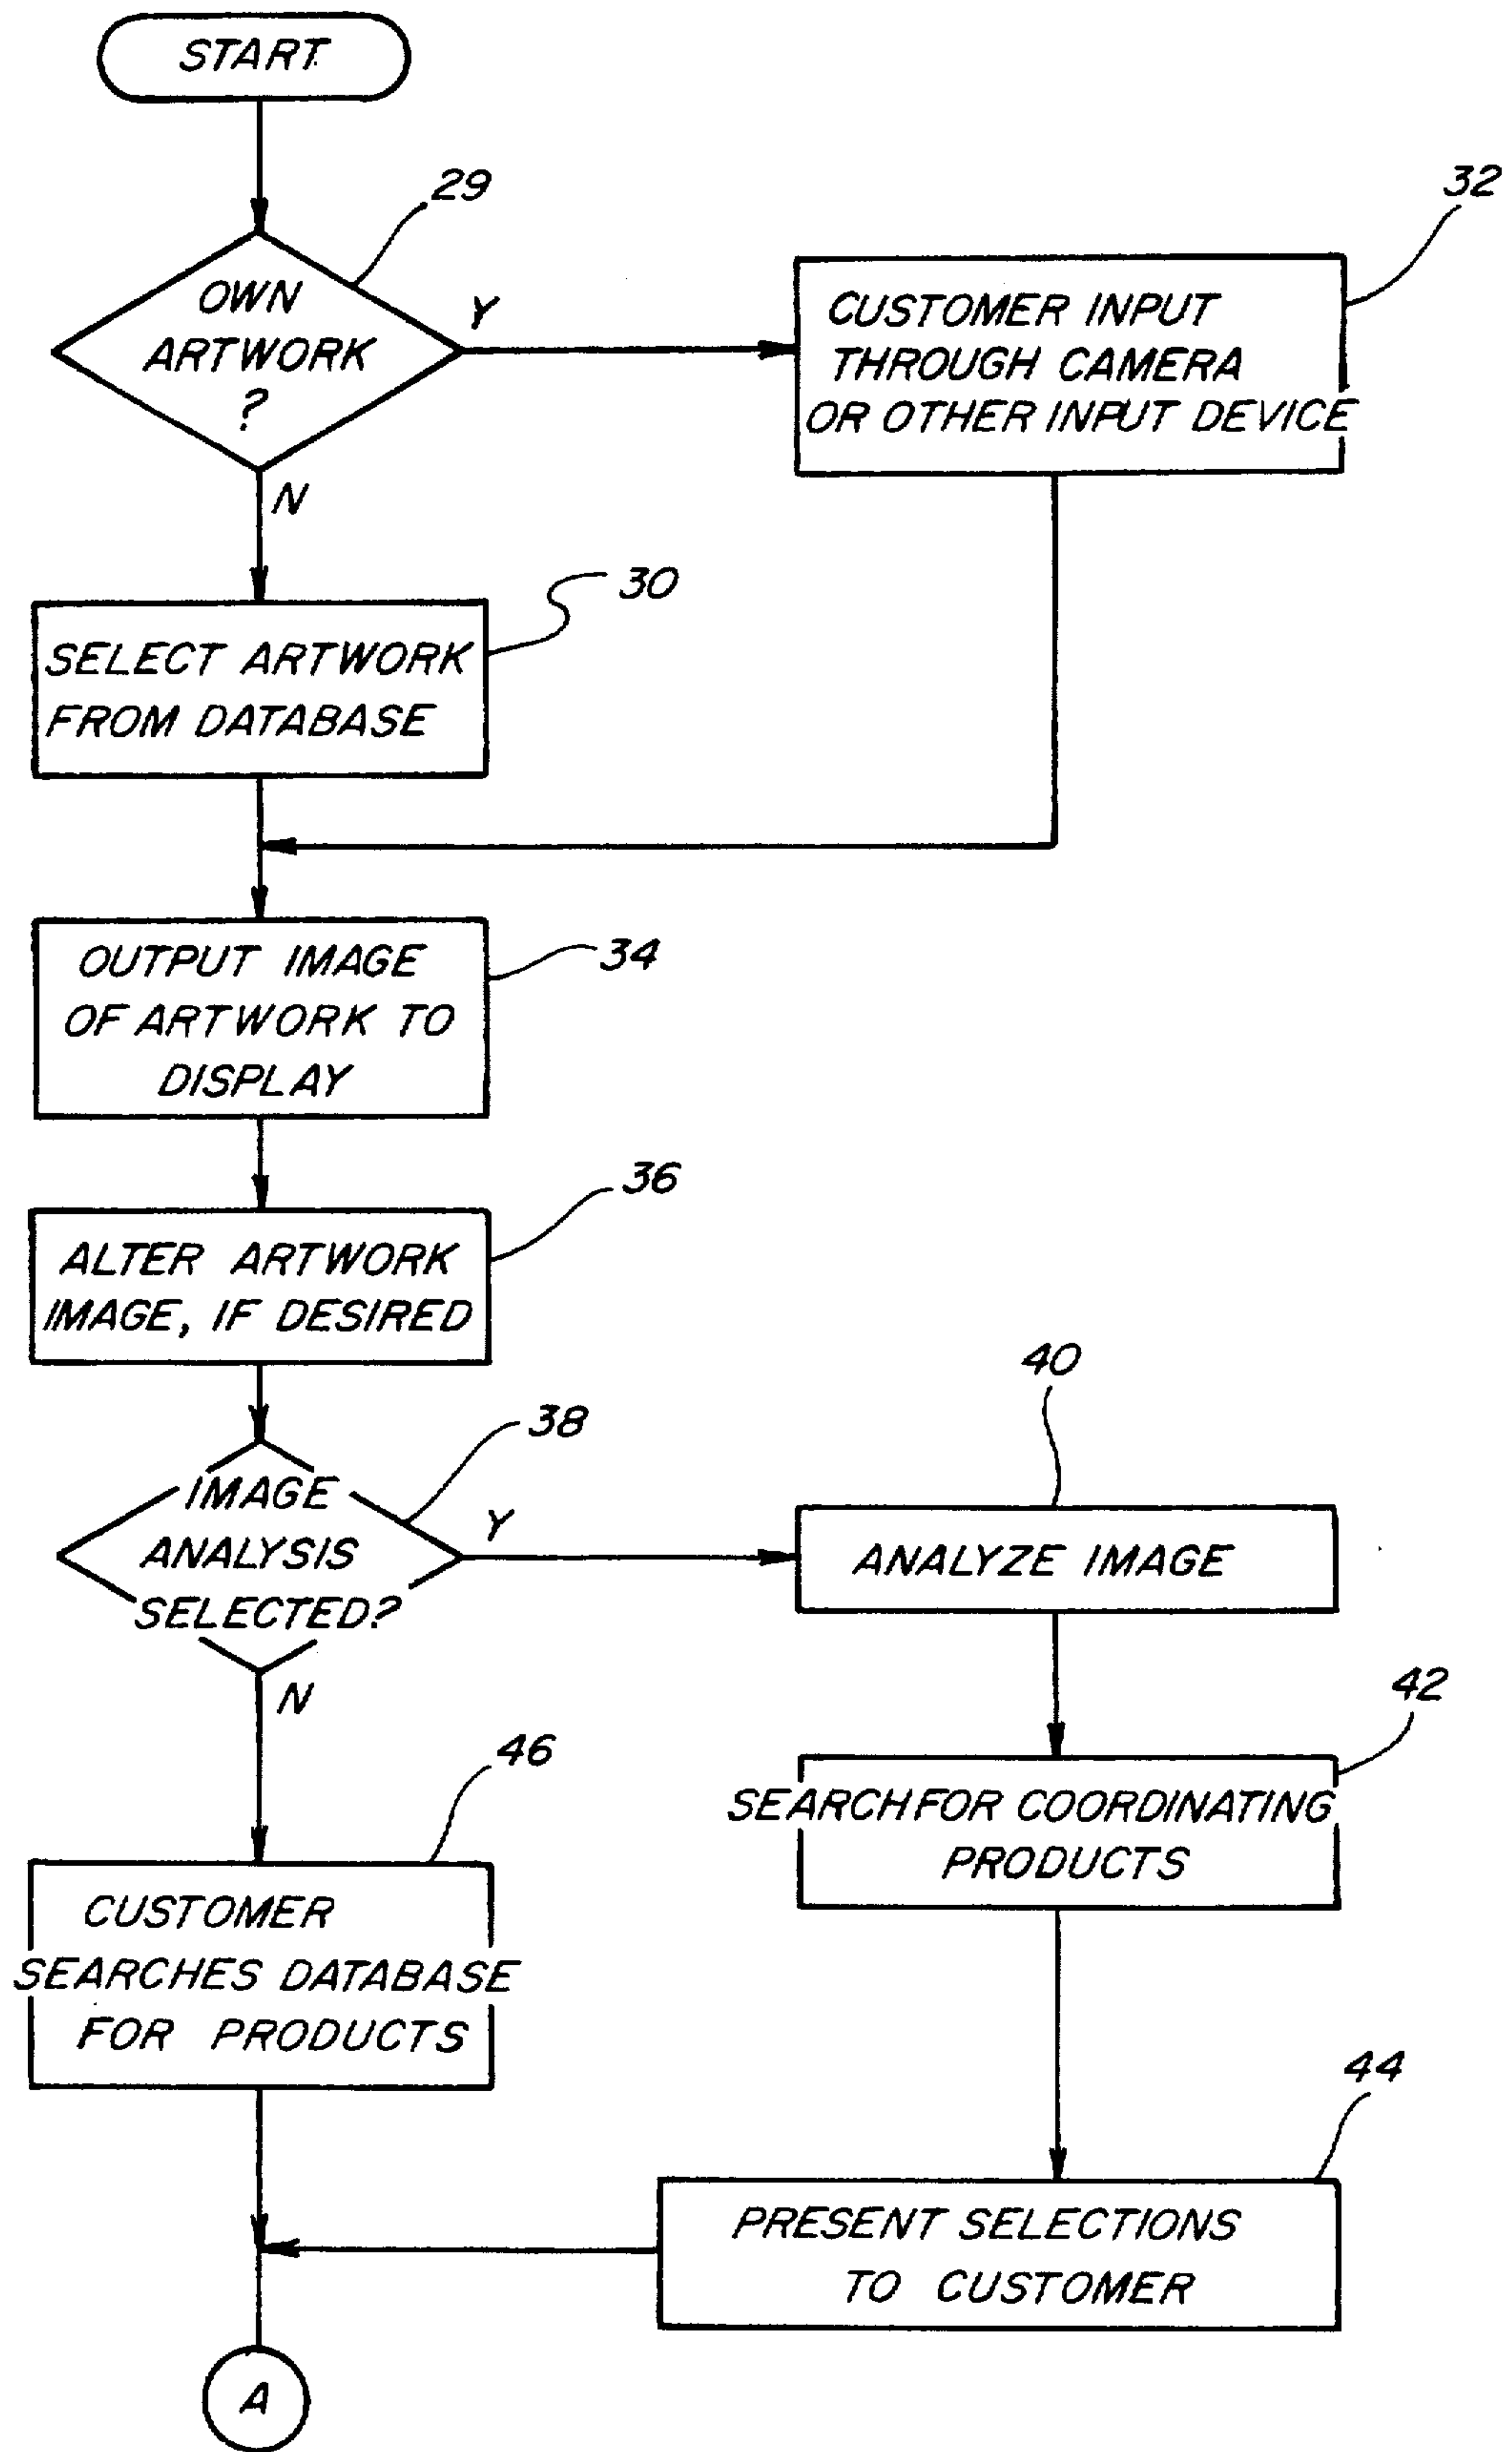 START
29
OWN
ARTWORK
?
Y
N
32
CUSTOMER INPUT
THROUGH CAMERA
OR OTHER INPUT DEVICE
30
SELECT ARTWORK
FROM DATABASE
34
OUTPUT IMAGE
OF ARTWORK TO
DISPLAY
36
ALTER ARTWORK
IMAGE, IF DESIRED
38
IMAGE
ANALYSIS
SELECTED?
Y
N
40
ANALYZE IMAGE
42
SEARCH FOR COORDINATING
PRODUCTS
46
CUSTOMER
SEARCHES DATABASE
FOR PRODUCTS
44
PRESENT SELECTIONS
TO CUSTOMER
A